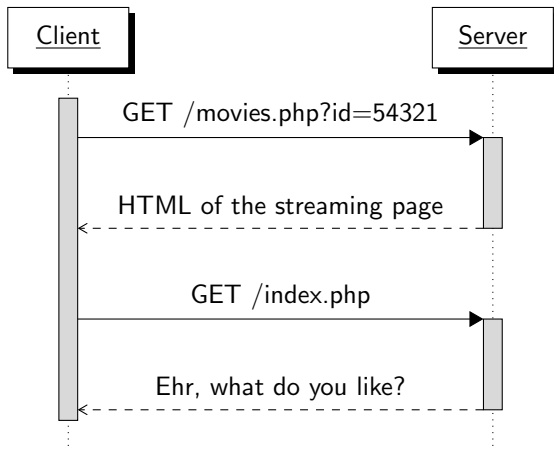 Client
Server
GET /movies.php?id=54321
HTML of the streaming page
GET /index.php
Ehr, what do you like?